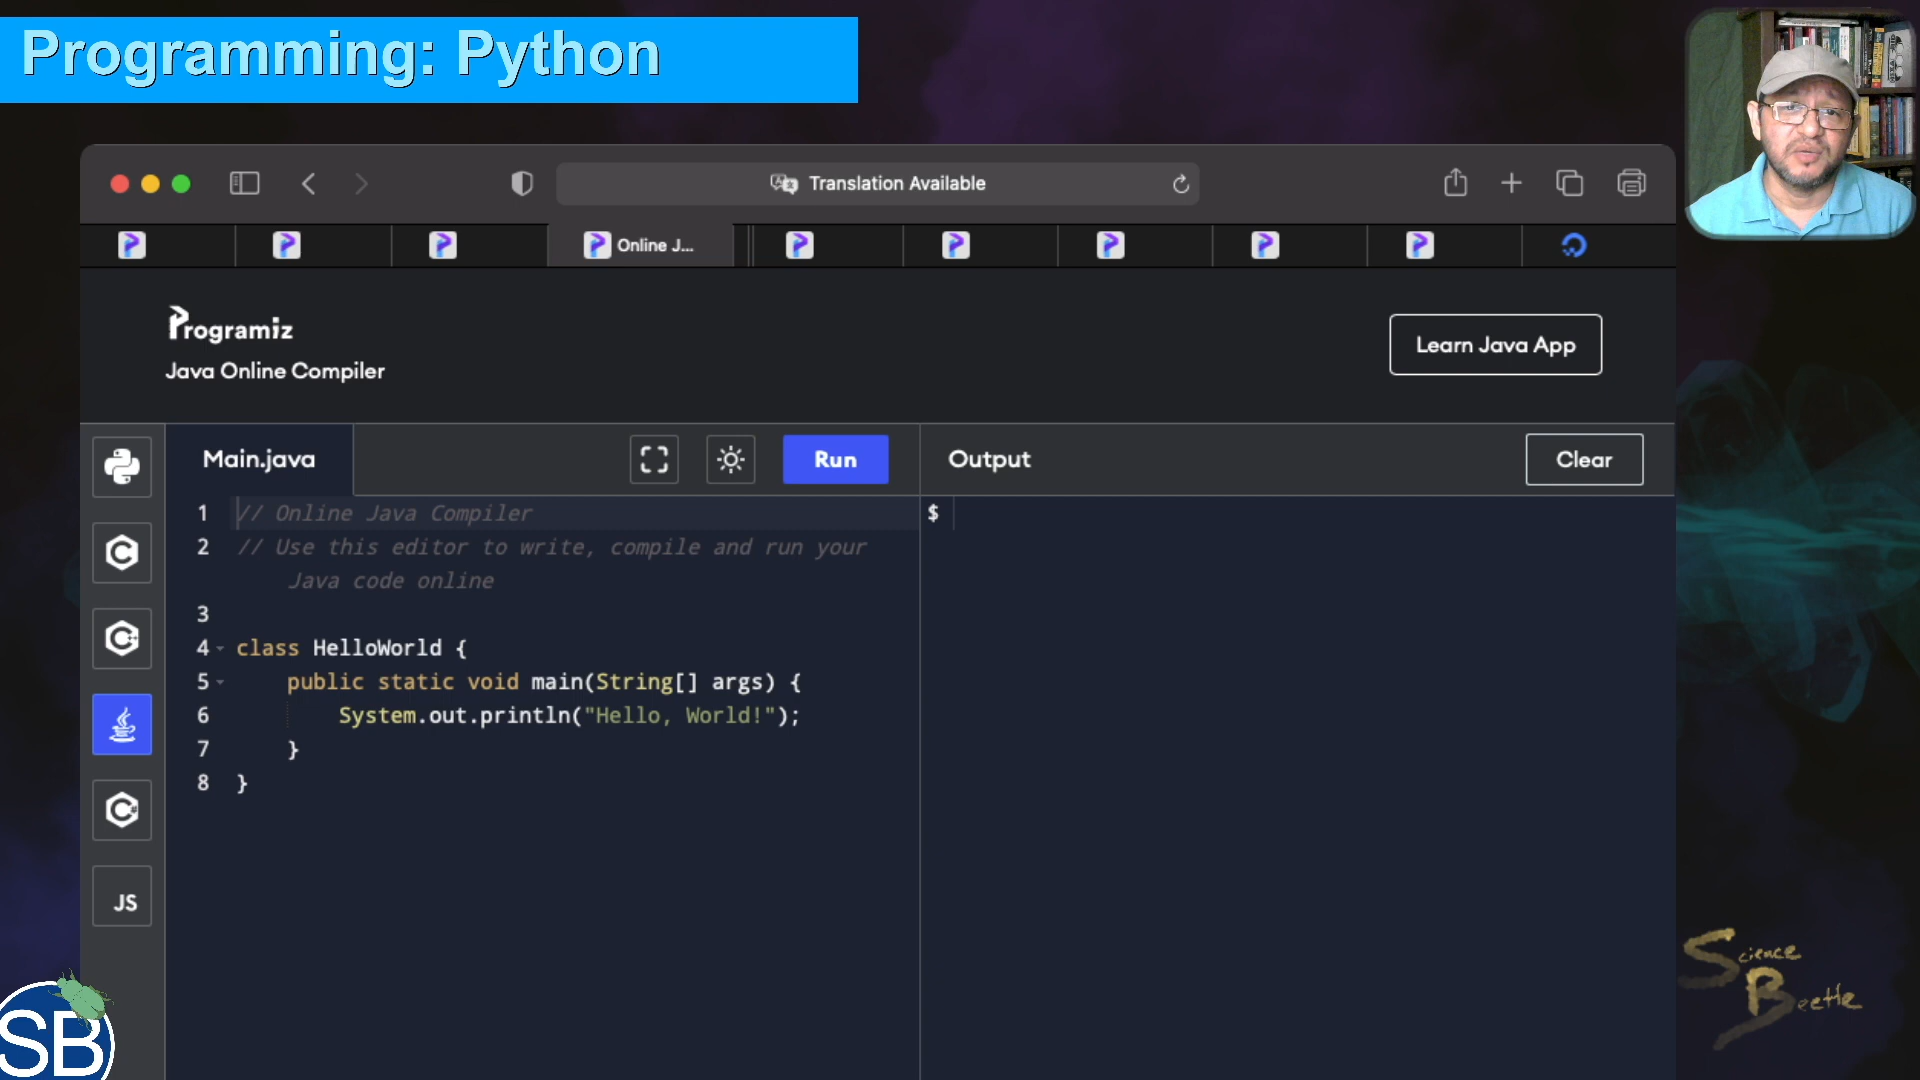 Programming: Python
Translation Available
Online J...
Programiz
Java Online Compiler
Learn Java App
Main.java
Run
Output
Clear
1 // Online Java Compiler
2 // Use this editor to write, compile and run your
Java code online
3
4 class HelloWorld {
5 public static void main(String[] args) {
6 System.out.println("Hello, World!");
7 }
8 }
$
JS
SB
Science
Beetle